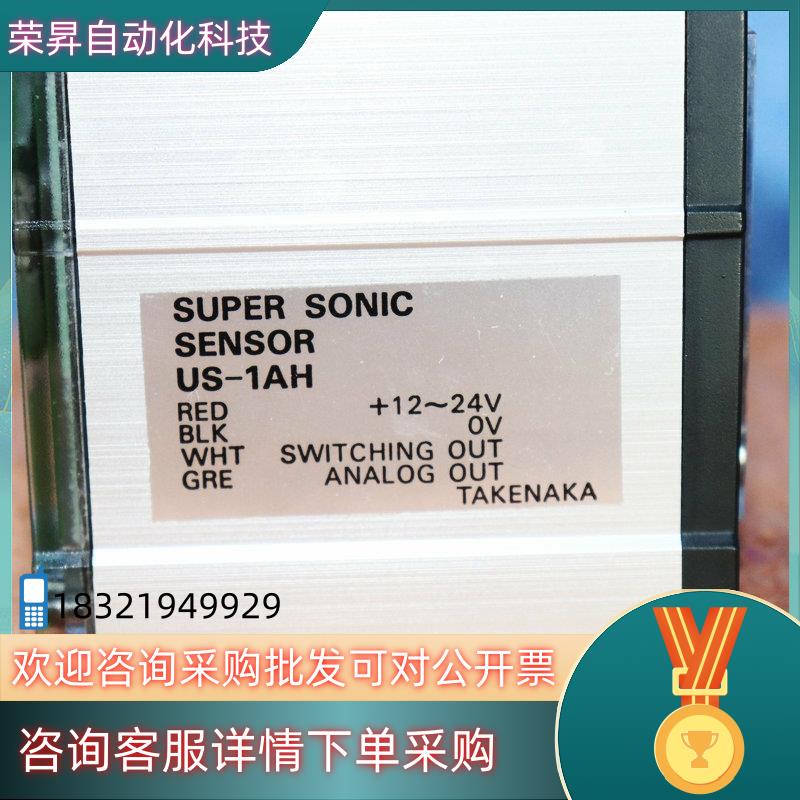 荣昇自动化科技
SUPER SONIC
SENSOR
US-1AH
RED +12~24V
BLK 0V
WHT SWITCHING OUT
GRE ANALOG OUT
TAKENAKA
18321949929
欢迎咨询采购批发可对公开票
咨询客服详情下单采购